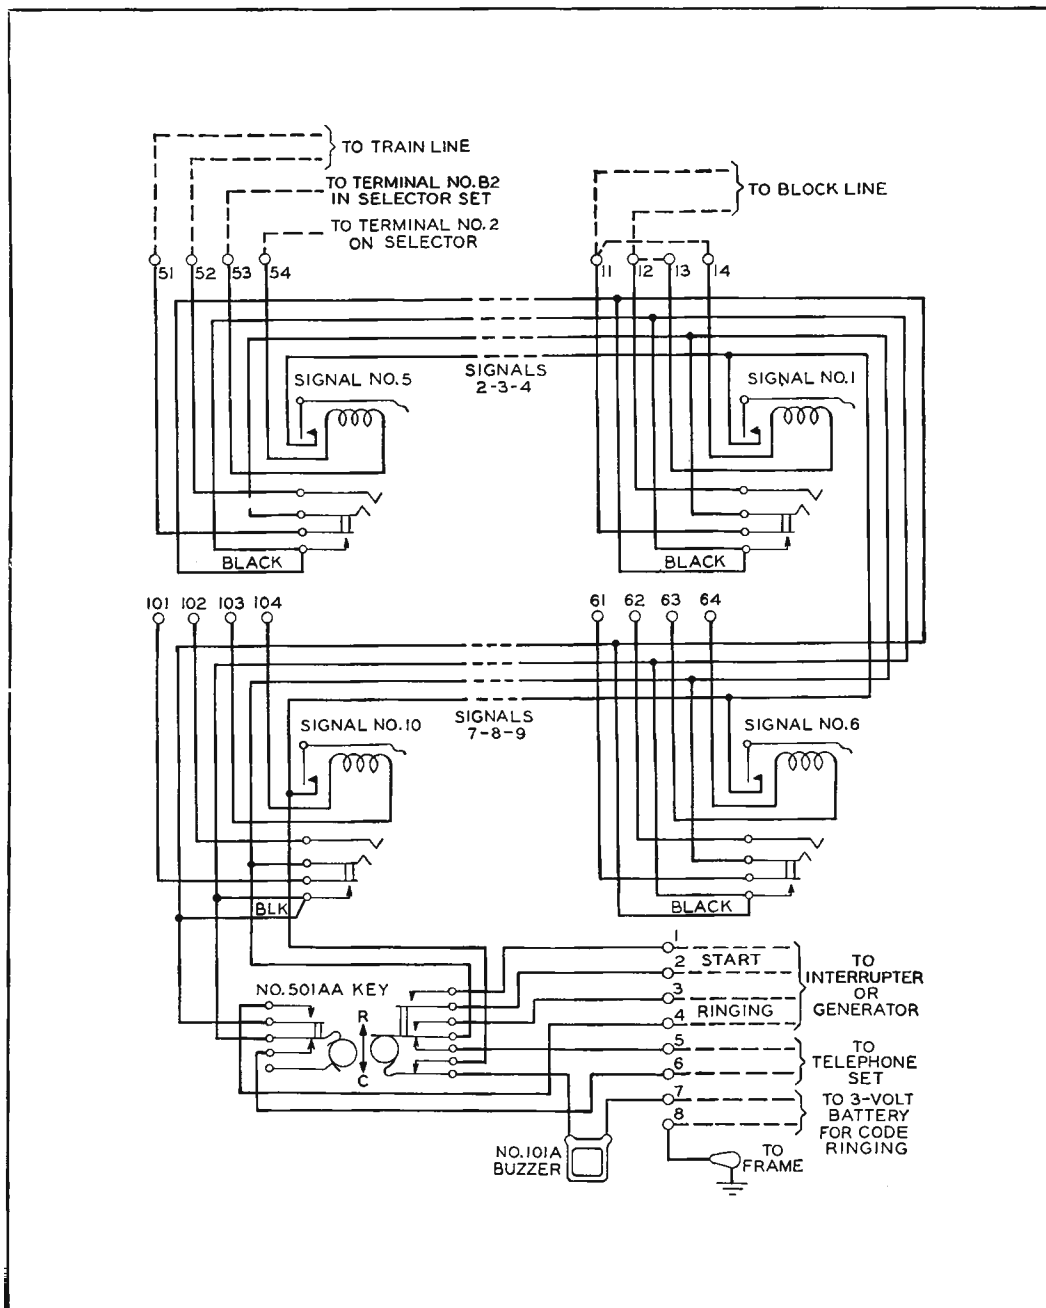 TO TRAIN LINE
TO TERMINAL NO.B2
IN SELECTOR SET
TO TERMINAL NO.2
ON SELECTOR
TO BLOCK LINE
51 52 53 54
11 12 13 14
SIGNALS
2-3-4
SIGNAL NO.5
SIGNAL NO.1
BLACK
BLACK
101 102 103 104
61 62 63 64
SIGNALS
7-8-9
SIGNAL NO.10
SIGNAL NO.6
BLK
BLACK
NO.501AA KEY
R
C
1
2 START
3
4 RINGING
5
6
7
8
TO
INTERRUPTER
OR
GENERATOR
TO
TELEPHONE
SET
TO 3-VOLT
BATTERY
FOR CODE
RINGING
NO.101A
BUZZER
TO
FRAME